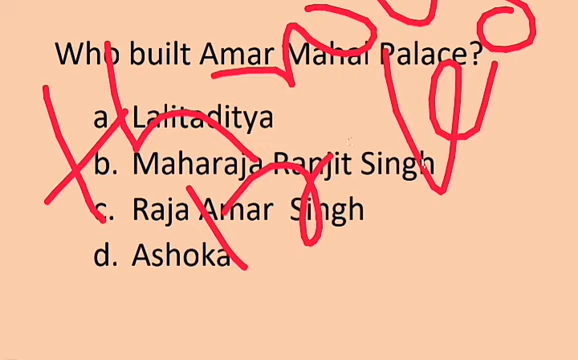 Who built Amar Mahal Palace?
a. Lalitaditya
b. Maharaja Ranjit Singh
c. Raja Amar Singh
d. Ashoka